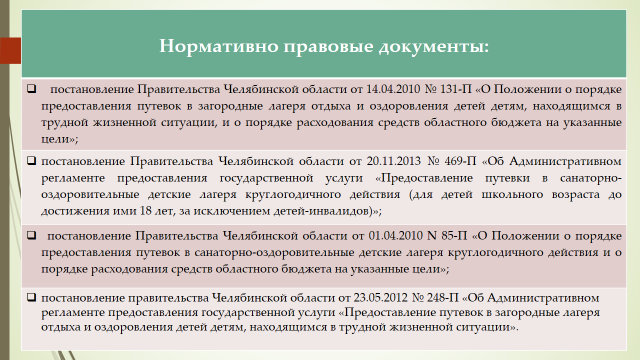 Нормативно правовые документы:
❑ постановление Правительства Челябинской области от 14.04.2010 № 131-П «О Положении о порядке
предоставления путевок в загородные лагеря отдыха и оздоровления детей детям, находящимся в
трудной жизненной ситуации, и о порядке расходования средств областного бюджета на указанные
цели»;
❑ постановление Правительства Челябинской области от 20.11.2013 № 469-П «Об Административном
регламенте предоставления государственной услуги «Предоставление путевки в санаторно-
оздоровительные детские лагеря круглогодичного действия (для детей школьного возраста до
достижения ими 18 лет, за исключением детей-инвалидов)»;
❑ постановление Правительства Челябинской области от 01.04.2010 N 85-П «О Положении о порядке
предоставления путевок в санаторно-оздоровительные детские лагеря круглогодичного действия и о
порядке расходования средств областного бюджета на указанные цели»;
❑ постановление правительства Челябинской области от 23.05.2012 № 248-П «Об Административном
регламенте предоставления государственной услуги «Предоставление путевок в загородные лагеря
отдыха и оздоровления детей детям, находящимся в трудной жизненной ситуации».